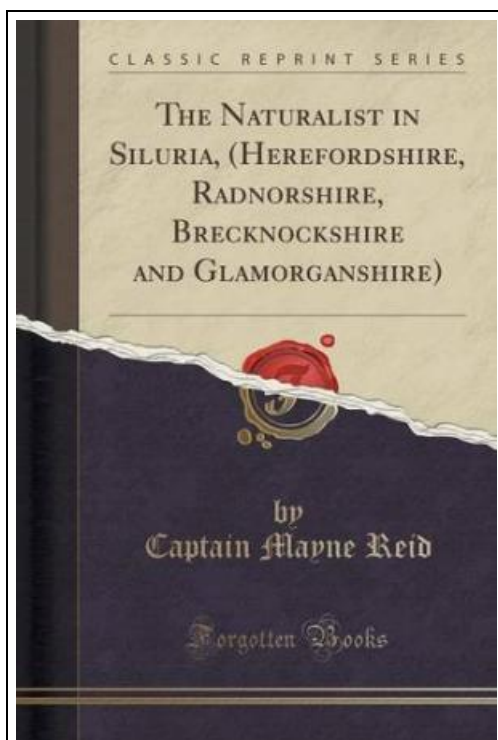 CLASSIC REPRINT SERIES
THE NATURALIST IN
SILURIA, (HEREFORDSHIRE,
RADNORSHIRE,
BRECKNOCKSHIRE
AND GLAMORGANSHIRE)
by
Captain Mayne Reid
Forgotten Books